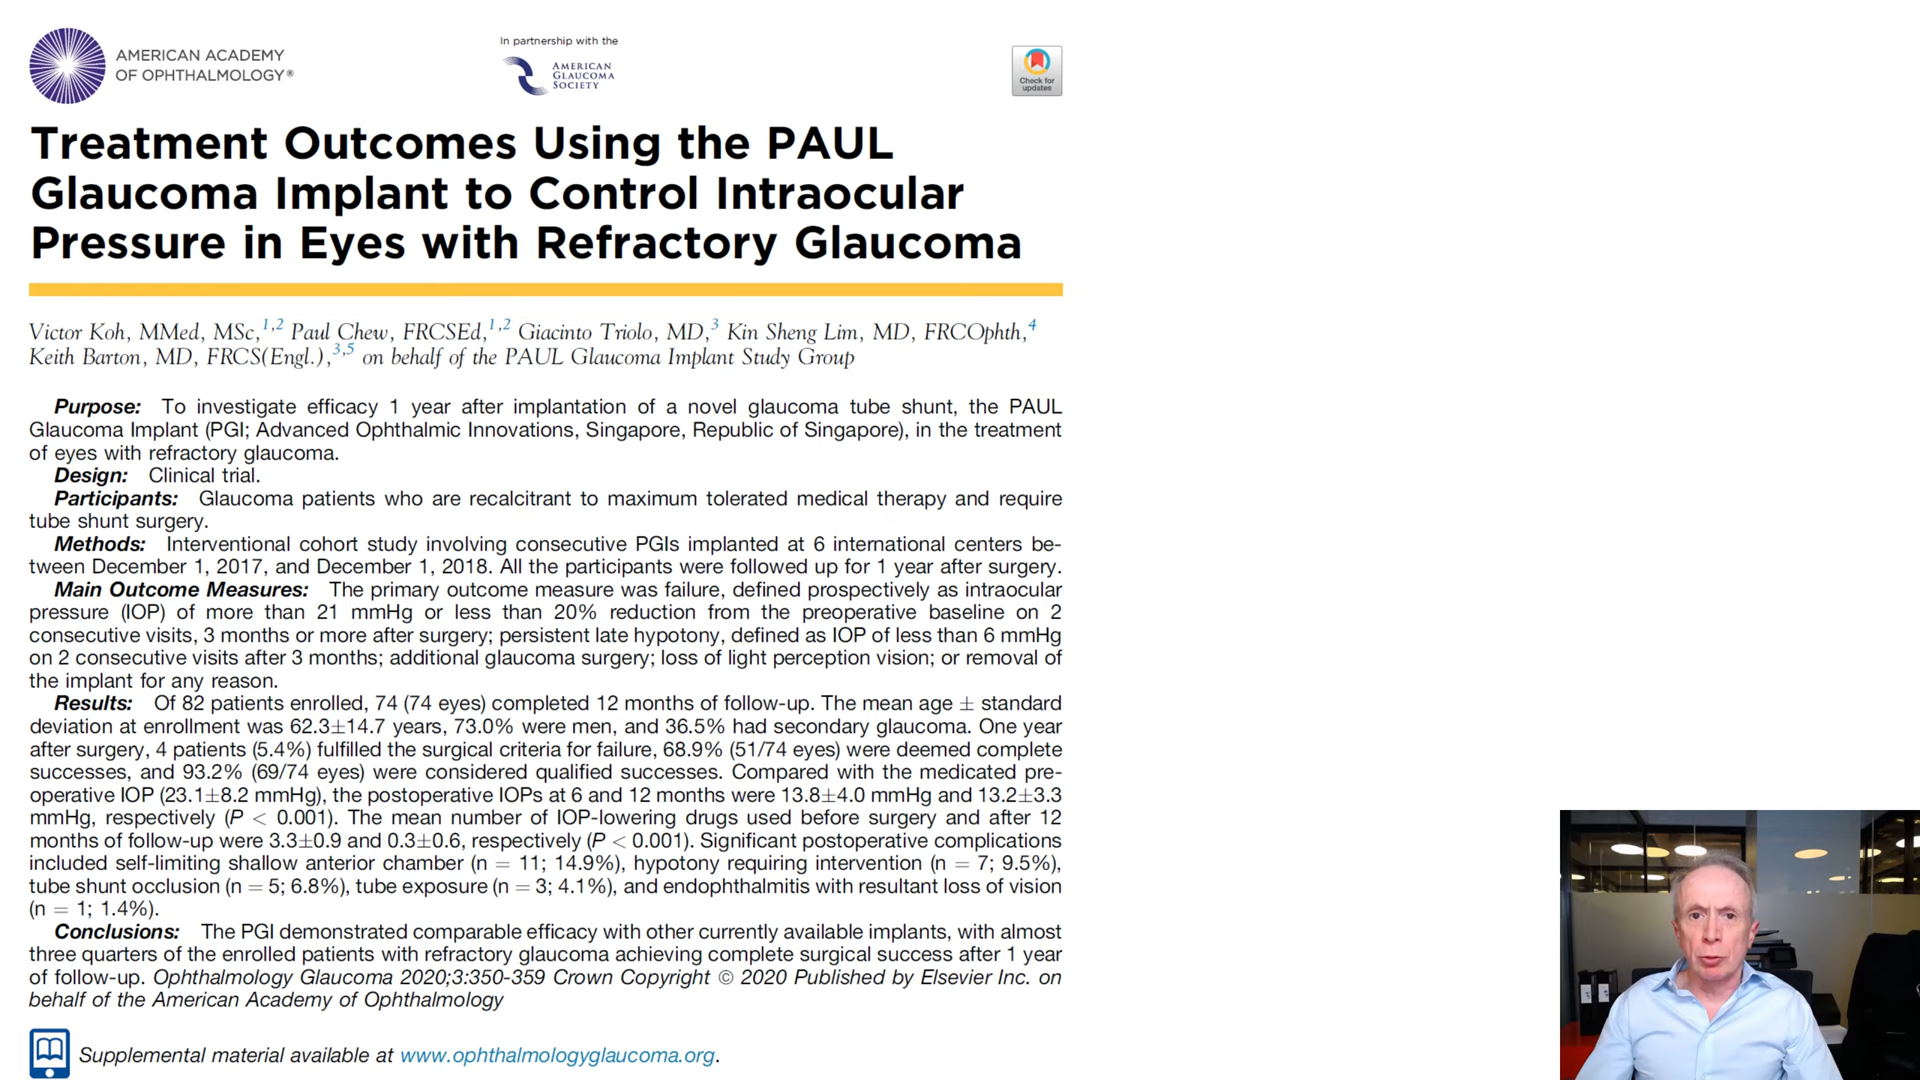 AMERICAN ACADEMY
OF OPHTHALMOLOGY®
In partnership with the
AMERICAN
GLAUCOMA
SOCIETY
Check for
updates
Treatment Outcomes Using the PAUL
Glaucoma Implant to Control Intraocular
Pressure in Eyes with Refractory Glaucoma
Victor Koh, MMed, MSc,1,2 Paul Chew, FRCSEd,1,2 Giacinto Triolo, MD,3 Kin Sheng Lim, MD, FRCOphth,4
Keith Barton, MD, FRCS(Engl.),3,5 on behalf of the PAUL Glaucoma Implant Study Group
Purpose: To investigate efficacy 1 year after implantation of a novel glaucoma tube shunt, the PAUL
Glaucoma Implant (PGI; Advanced Ophthalmic Innovations, Singapore, Republic of Singapore), in the treatment
of eyes with refractory glaucoma.
Design: Clinical trial.
Participants: Glaucoma patients who are recalcitrant to maximum tolerated medical therapy and require
tube shunt surgery.
Methods: Interventional cohort study involving consecutive PGIs implanted at 6 international centers be-
tween December 1, 2017, and December 1, 2018. All the participants were followed up for 1 year after surgery.
Main Outcome Measures: The primary outcome measure was failure, defined prospectively as intraocular
pressure (IOP) of more than 21 mmHg or less than 20% reduction from the preoperative baseline on 2
consecutive visits, 3 months or more after surgery; persistent late hypotony, defined as IOP of less than 6 mmHg
on 2 consecutive visits after 3 months; additional glaucoma surgery; loss of light perception vision; or removal of
the implant for any reason.
Results: Of 82 patients enrolled, 74 (74 eyes) completed 12 months of follow-up. The mean age ± standard
deviation at enrollment was 62.3±14.7 years, 73.0% were men, and 36.5% had secondary glaucoma. One year
after surgery, 4 patients (5.4%) fulfilled the surgical criteria for failure, 68.9% (51/74 eyes) were deemed complete
successes, and 93.2% (69/74 eyes) were considered qualified successes. Compared with the medicated pre-
operative IOP (23.1±8.2 mmHg), the postoperative IOPs at 6 and 12 months were 13.8±4.0 mmHg and 13.2±3.3
mmHg, respectively (P < 0.001). The mean number of IOP-lowering drugs used before surgery and after 12
months of follow-up were 3.3±0.9 and 0.3±0.6, respectively (P < 0.001). Significant postoperative complications
included self-limiting shallow anterior chamber (n = 11; 14.9%), hypotony requiring intervention (n = 7; 9.5%),
tube shunt occlusion (n = 5; 6.8%), tube exposure (n = 3; 4.1%), and endophthalmitis with resultant loss of vision
(n = 1; 1.4%).
Conclusions: The PGI demonstrated comparable efficacy with other currently available implants, with almost
three quarters of the enrolled patients with refractory glaucoma achieving complete surgical success after 1 year
of follow-up. Ophthalmology Glaucoma 2020;3:350-359 Crown Copyright © 2020 Published by Elsevier Inc. on
behalf of the American Academy of Ophthalmology
Supplemental material available at www.ophthalmologyglaucoma.org.